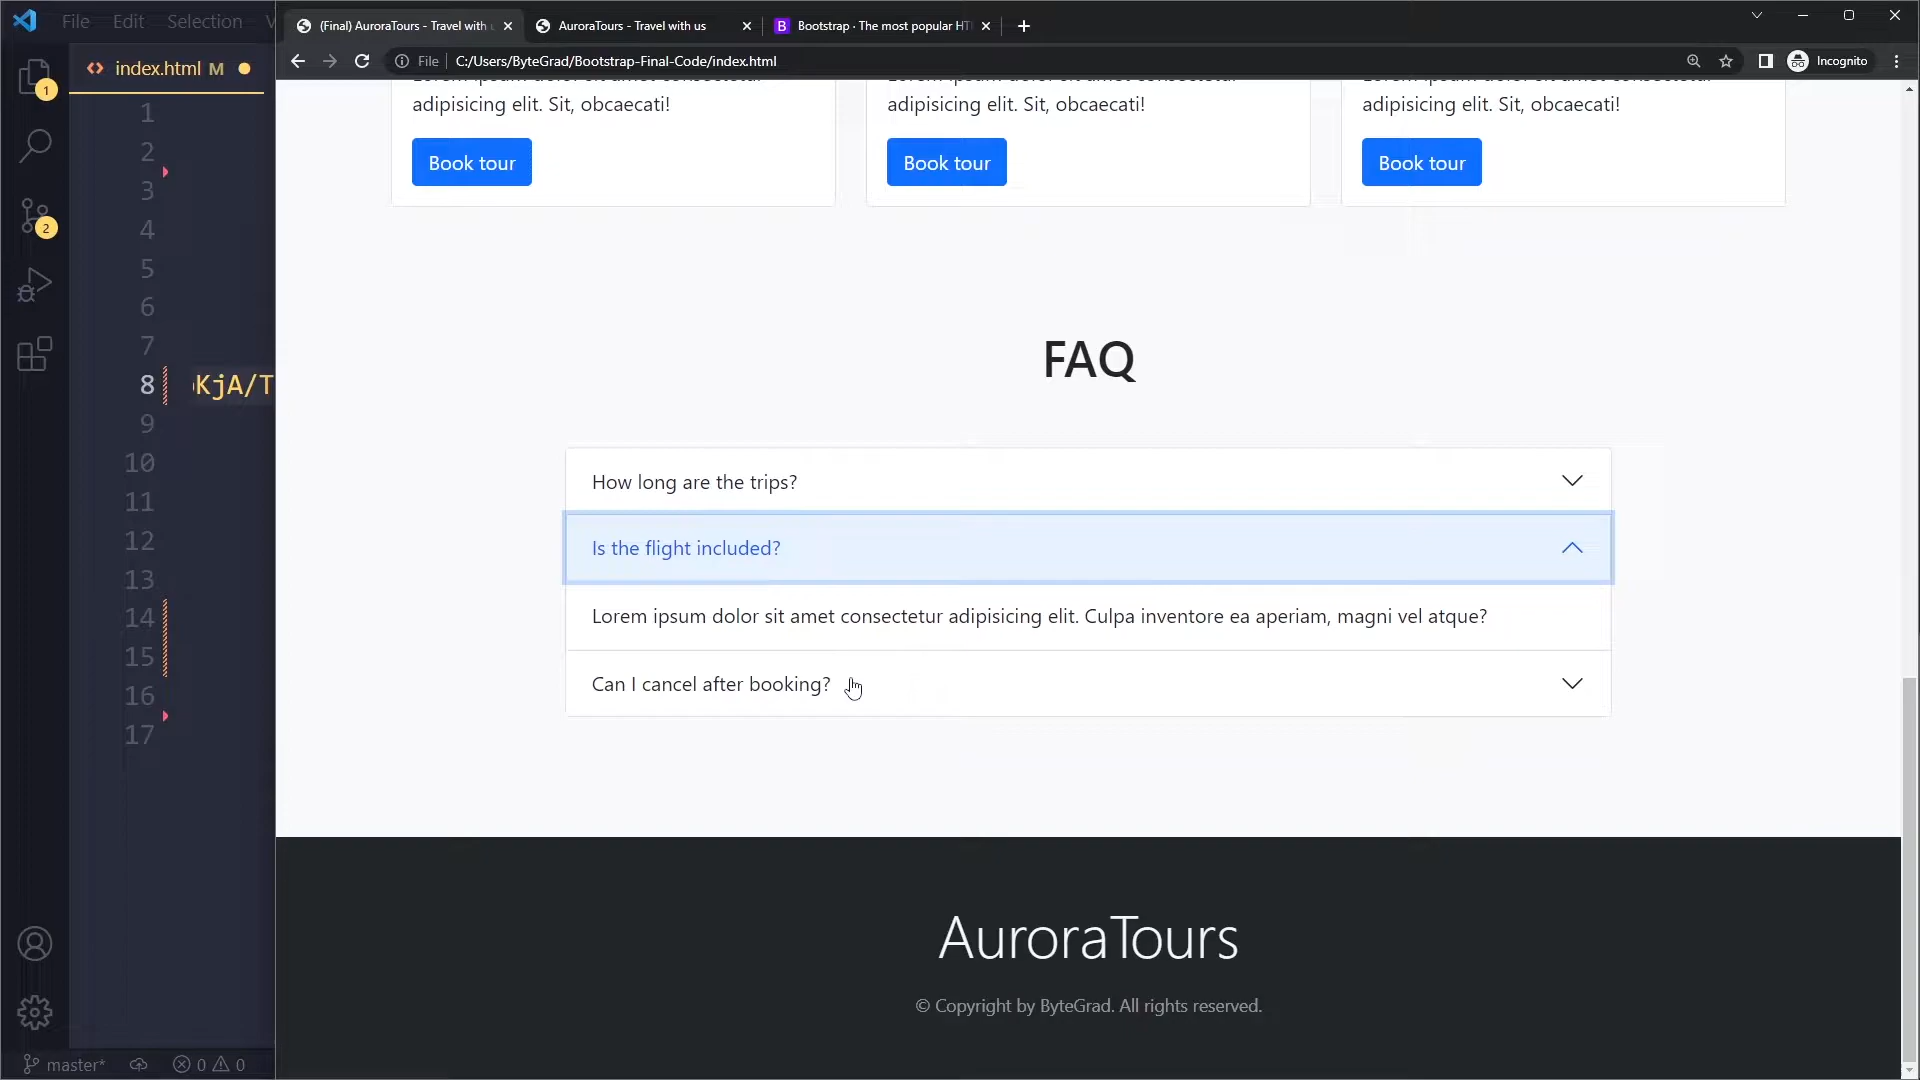 File Edit Selection V
index.html M
1
2
1
2
3
4
5
6
7
8
KjA/T
9
10
11
12
13
14
15
16
17
master*
0 0
(Final) AuroraTours - Travel with
AuroraTours - Travel with us
Bootstrap · The most popular HT
File C:/Users/ByteGrad/Bootstrap-Final-Code/index.html
Incognito
adipisicing elit. Sit, obcaecati!
adipisicing elit. Sit, obcaecati!
adipisicing elit. Sit, obcaecati!
Book tour
Book tour
Book tour
FAQ
How long are the trips?
Is the flight included?
Lorem ipsum dolor sit amet consectetur adipisicing elit. Culpa inventore ea aperiam, magni vel atque?
Can I cancel after booking?
AuroraTours
© Copyright by ByteGrad. All rights reserved.